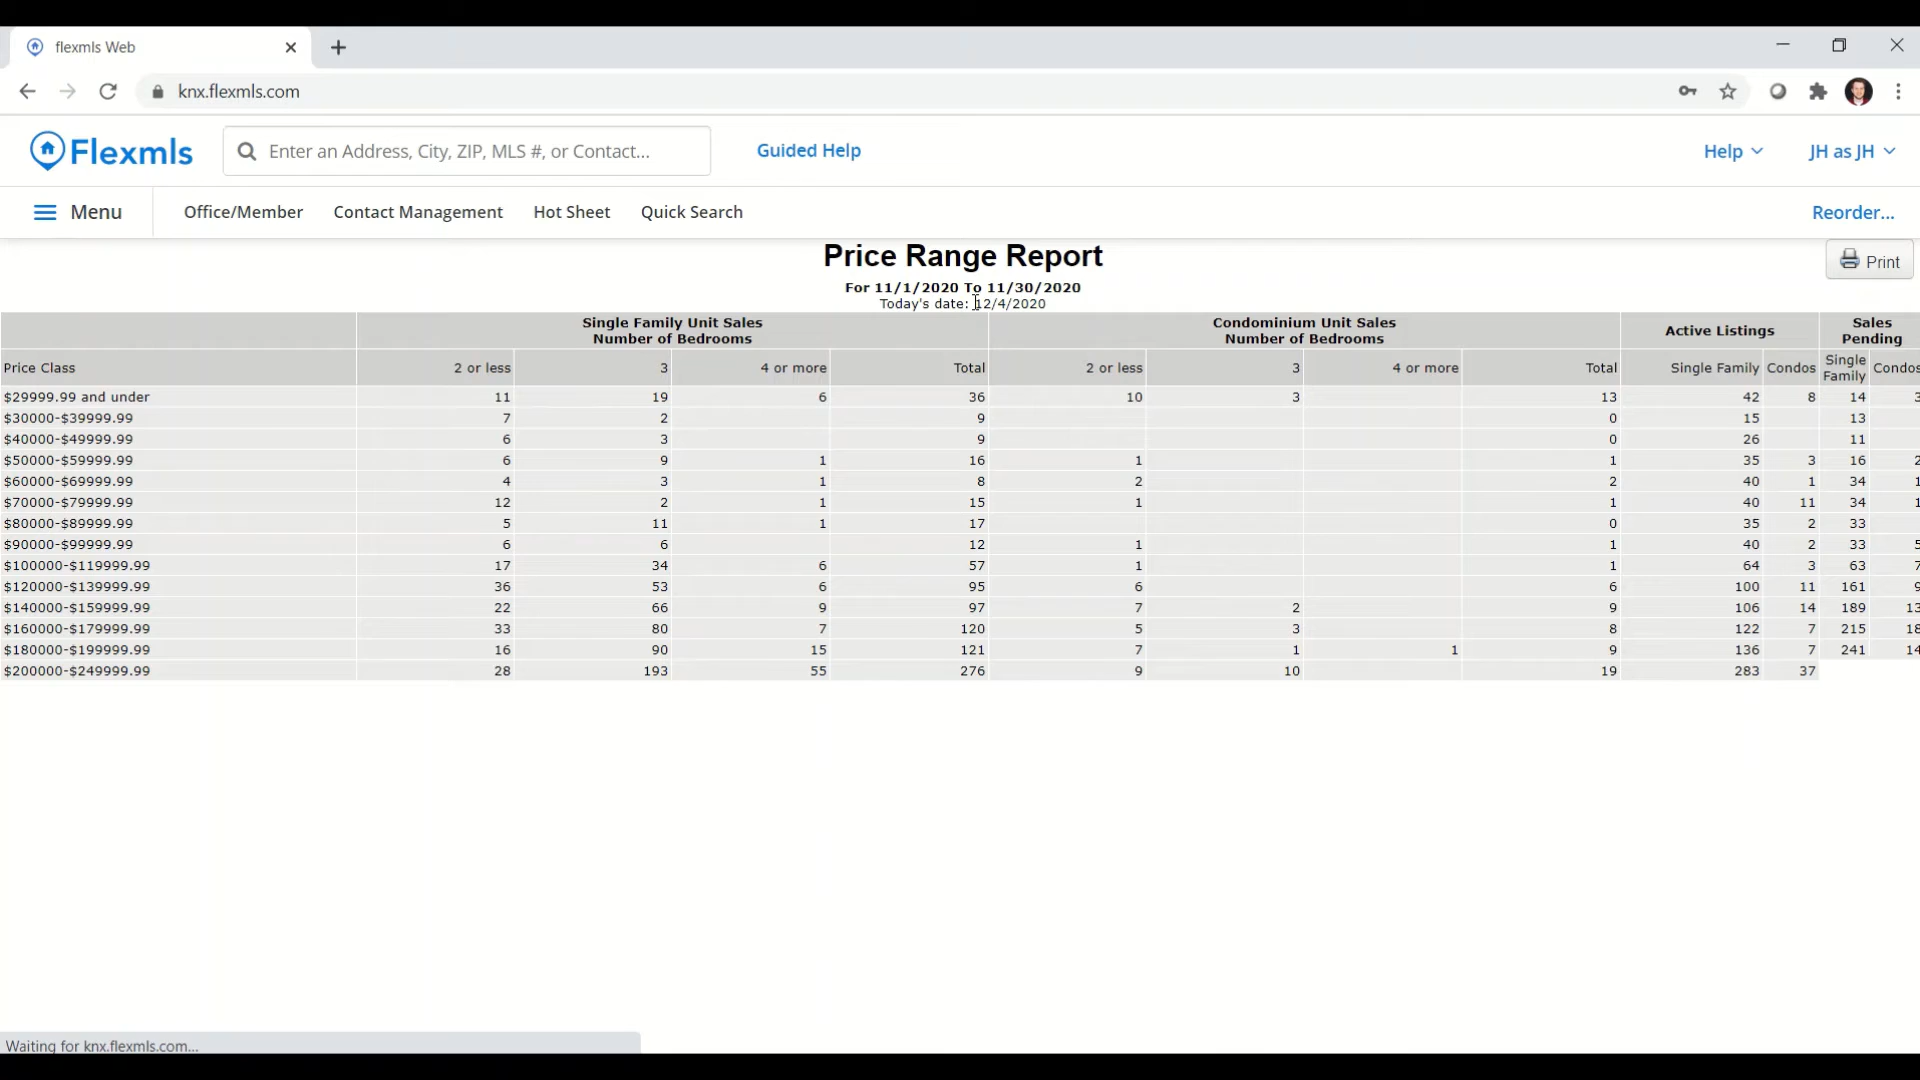 flexmls Web
knx.flexmls.com
Flexmls
Enter an Address, City, ZIP, MLS #, or Contact...
Guided Help
Help
JH as JH
Menu
Office/Member
Contact Management
Hot Sheet
Quick Search
Reorder...
Price Range Report
Print
For 11/1/2020 To 11/30/2020
Today's date: 12/4/2020
Single Family Unit Sales
Number of Bedrooms
Condominium Unit Sales
Number of Bedrooms
Active Listings
Sales
Pending
Price Class 2 or less 3 4 or more Total 2 or less 3 4 or more Total Single Family Condos Single Family Condos
$29999.99 and under 11 19 6 36 10 3 13 42 8 14 3
$30000-$39999.99 7 2 9 0 15 13
$40000-$49999.99 6 3 9 0 26 11
$50000-$59999.99 6 9 1 16 1 1 35 3 16 2
$60000-$69999.99 4 3 1 8 2 2 40 1 34 1
$70000-$79999.99 12 2 1 15 1 1 40 11 34 1
$80000-$89999.99 5 11 1 17 0 35 2 33
$90000-$99999.99 6 6 12 1 1 40 2 33 5
$100000-$119999.99 17 34 6 57 1 1 64 3 63 7
$120000-$139999.99 36 53 6 95 6 6 100 11 161 9
$140000-$159999.99 22 66 9 97 7 2 9 106 14 189 13
$160000-$179999.99 33 80 7 120 5 3 8 122 7 215 18
$180000-$199999.99 16 90 15 121 7 1 1 9 136 7 241 14
$200000-$249999.99 28 193 55 276 9 10 19 283 37
Waiting for knx.flexmls.com...